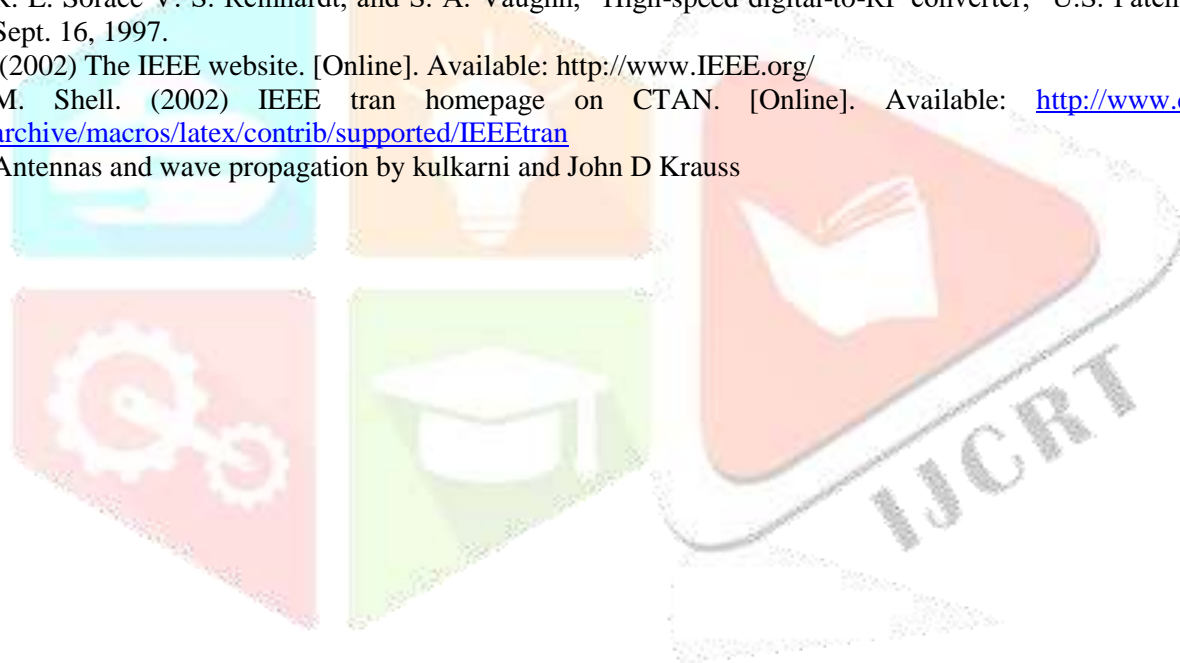 R. E. Sorace V. S. Reinhardt, and S. A. Vaughn, "High-speed digital-to-RF converter," U.S. Paten
Sept. 16, 1997.
(2002) The IEEE website. [Online]. Available: http://www.IEEE.org/
M. Shell. (2002) IEEE tran homepage on CTAN. [Online]. Available: http://www.
archive/macros/latex/contrib/supported/IEEEtran
Antennas and wave propagation by kulkarni and John D Krauss
IJCRT